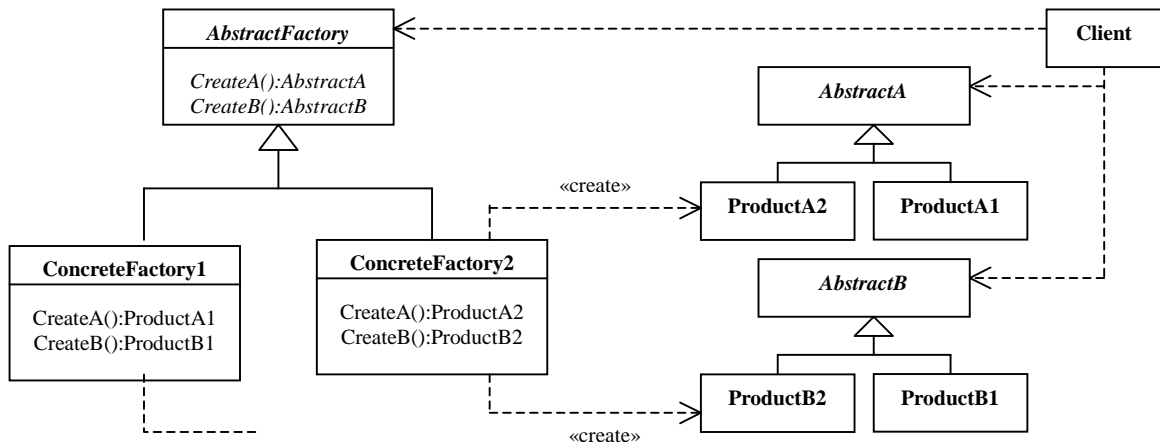 AbstractFactory
CreateA():AbstractA
CreateB():AbstractB
Client
AbstractA
«create»
ProductA2
ProductA1
ConcreteFactory1
CreateA():ProductA1
CreateB():ProductB1
ConcreteFactory2
CreateA():ProductA2
CreateB():ProductB2
AbstractB
ProductB2
ProductB1
«create»